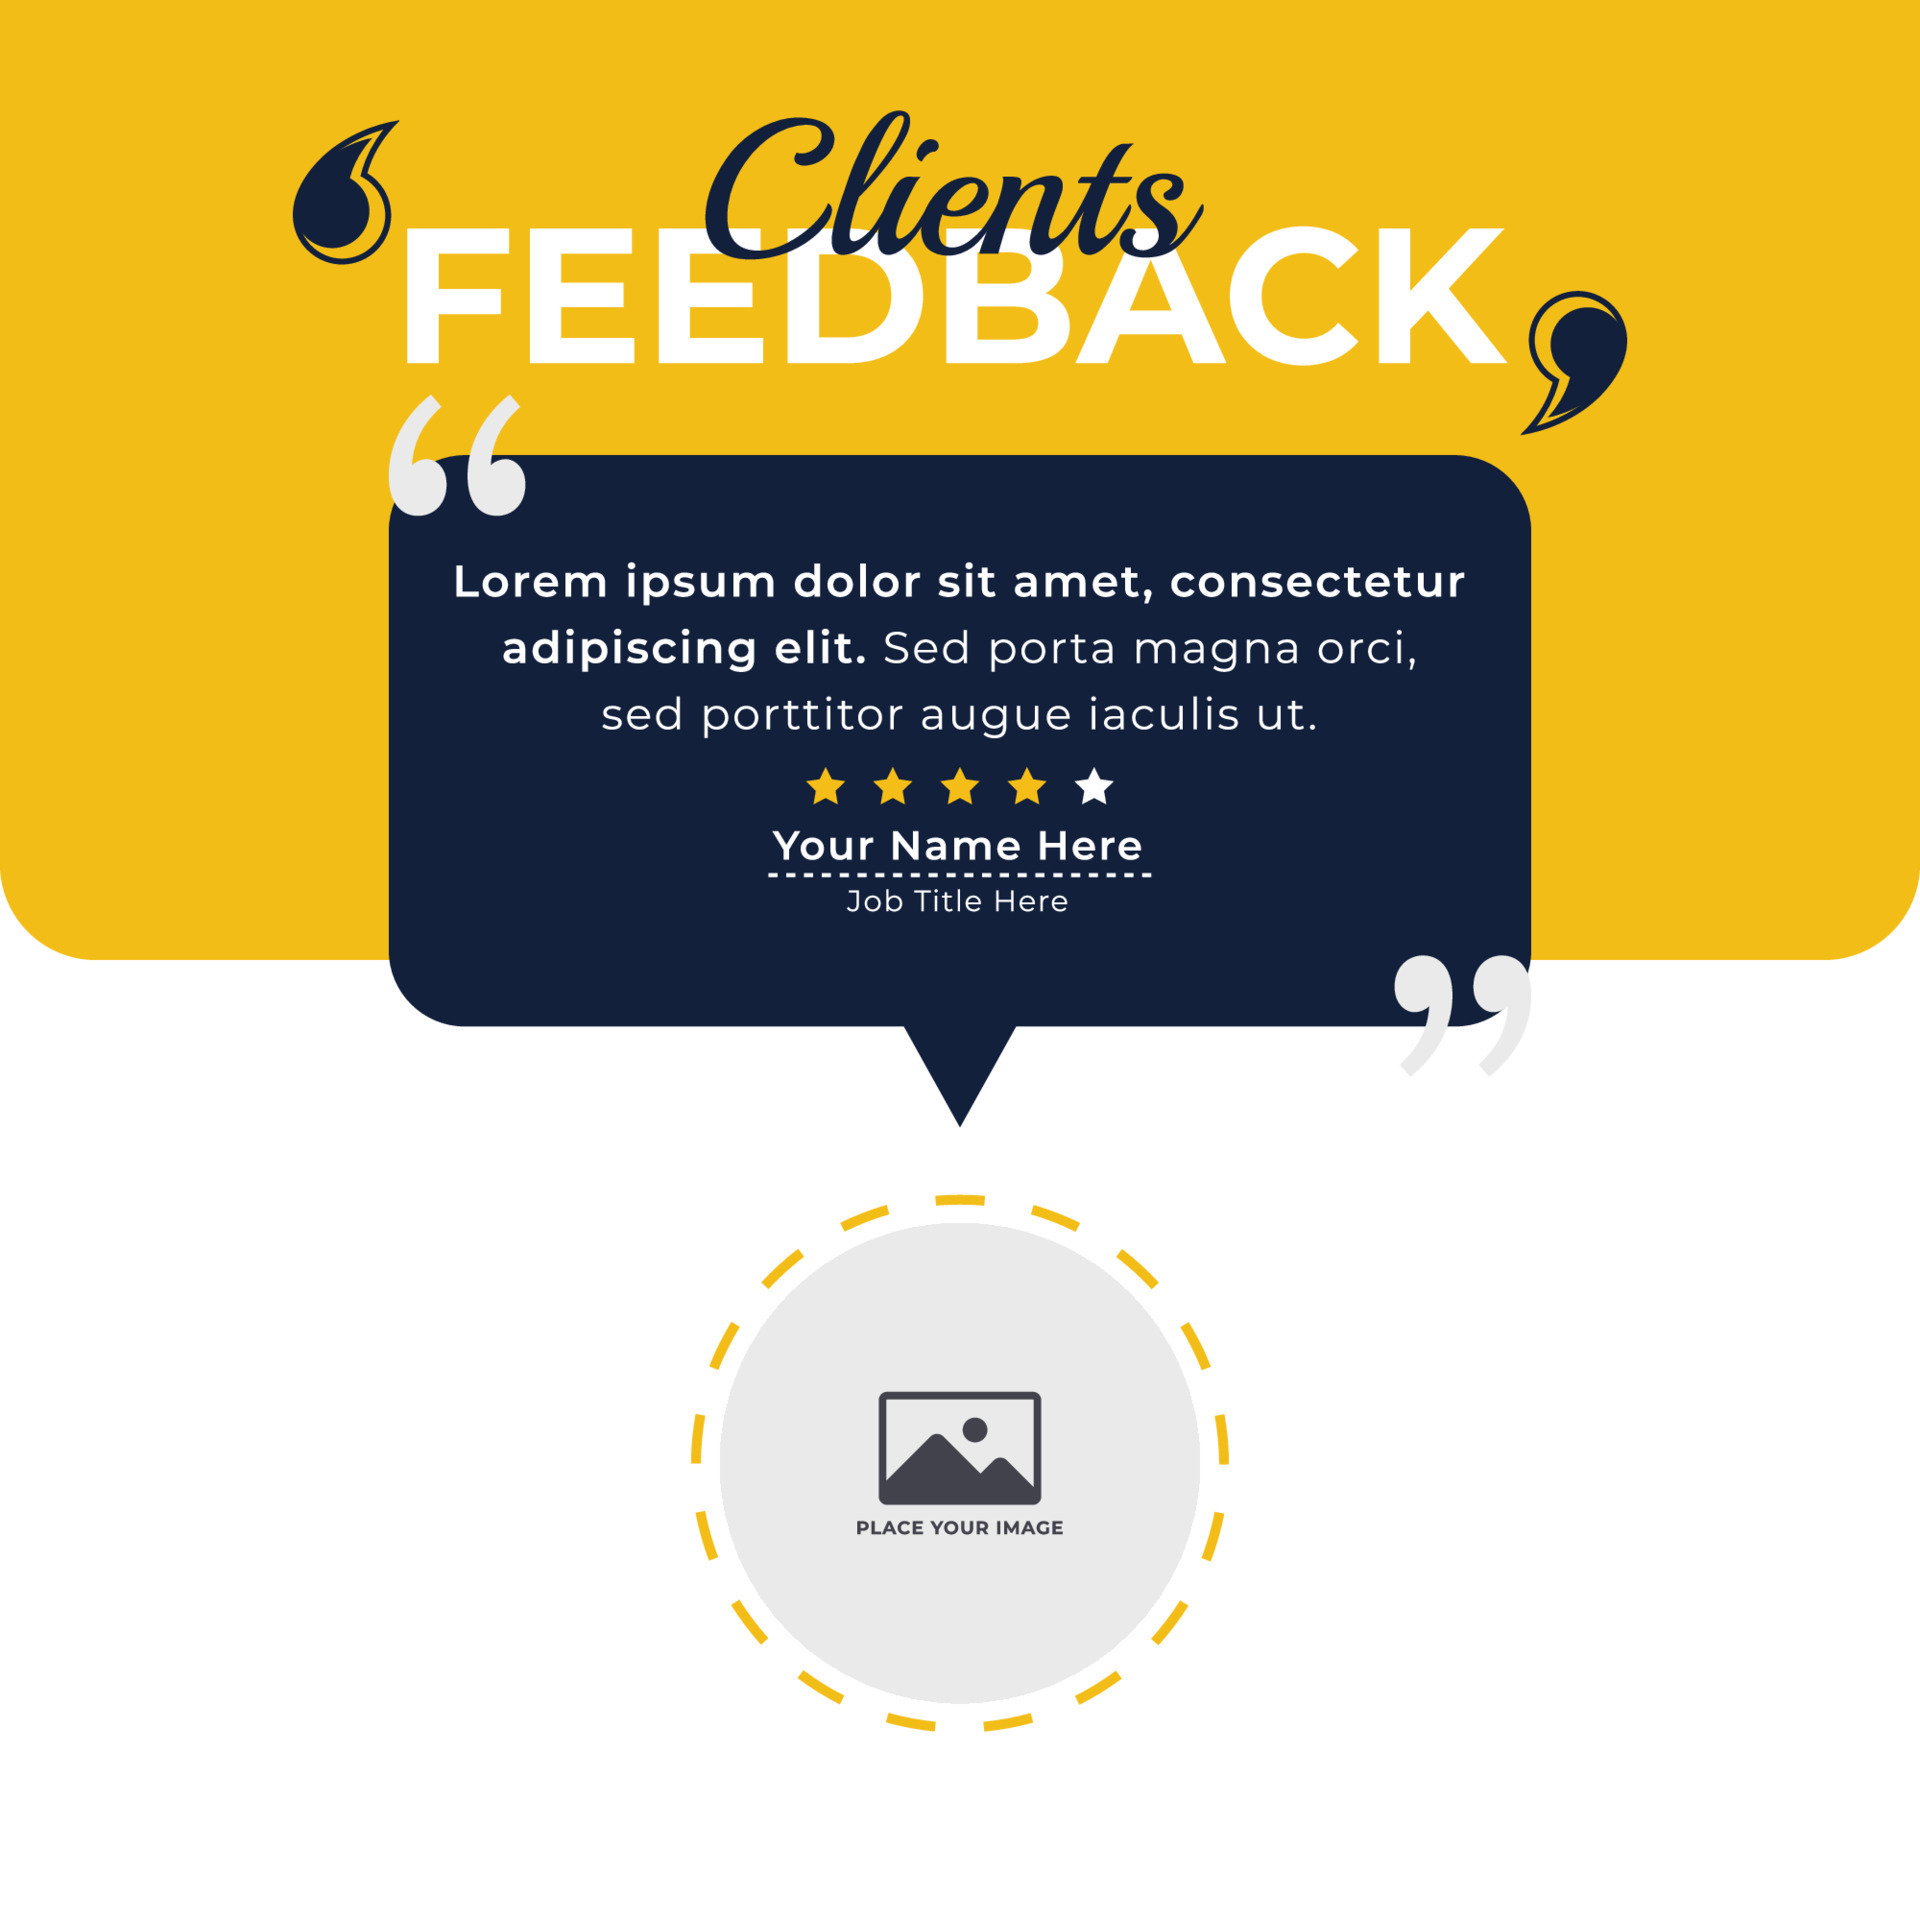 Clients
FEEDBACK
Lorem ipsum dolor sit amet, consectetur
adipiscing elit. Sed porta magna orci,
sed porttitor augue iaculis ut.
Your Name Here
Job Title Here
PLACE YOUR IMAGE